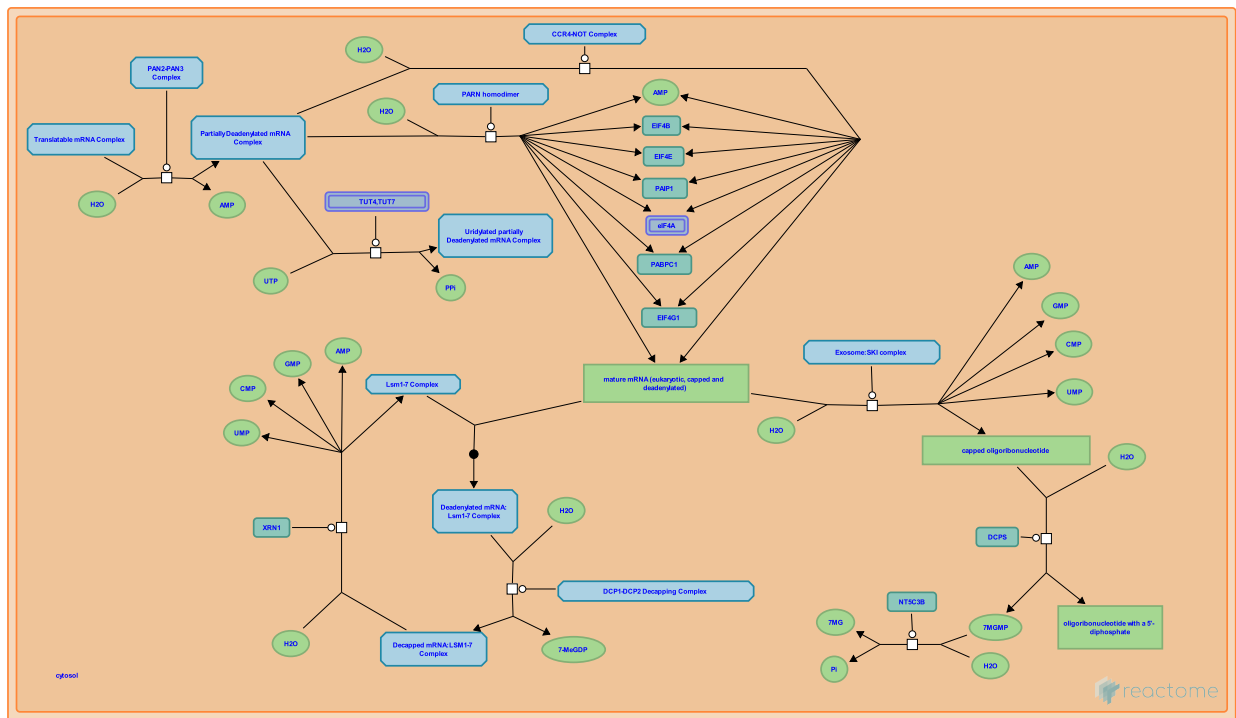 CCR4-NOT Complex
H2O
PAN2-PAN3
Complex
PARN homodimer
AMP
H2O
EIF4B
Translatable mRNA Complex
Partially Deadenylated mRNA
Complex
EIF4E
PAIP1
H2O
AMP
TUT4,TUT7
eIF4A
Uridylated partially
Deadenylated mRNA Complex
PABPC1
AMP
UTP
PPi
GMP
EIF4G1
CMP
AMP
GMP
Exosome:SKI complex
CMP
Lsm1-7 Complex
mature mRNA (eukaryotic, capped and
deadenylated)
UMP
UMP
H2O
capped oligoribonucleotide
H2O
Deadenylated mRNA:
Lsm1-7 Complex
H2O
XRN1
DCPS
DCP1-DCP2 Decapping Complex
NT5C3B
7MG
7MGMP
oligoribonucleotide with a 5'-
diphosphate
H2O
Decapped mRNA:LSM1-7
Complex
7-MeGDP
Pi
H2O
cytosol
reactome